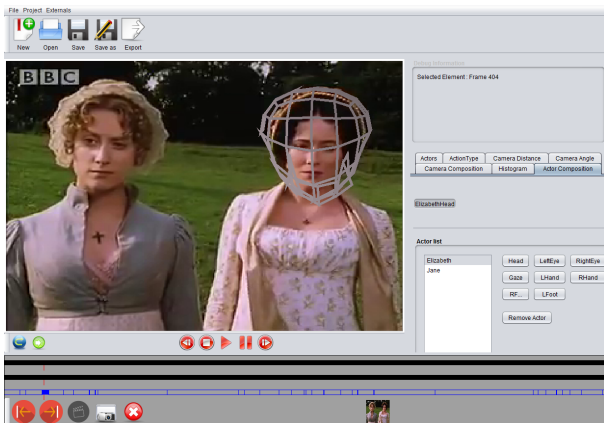 File Project Externals
New Open Save Save as Export
BBC
Debug Information
Selected Element : Frame 404
Actors ActionType Camera Distance Camera Angle
Camera Composition Histogram Actor Composition
ElizabethHead
Actor list
Elizabeth
Jane
Head LeftEye RightEye
Gaze LHand RHand
RF... LFoot
Remove Actor